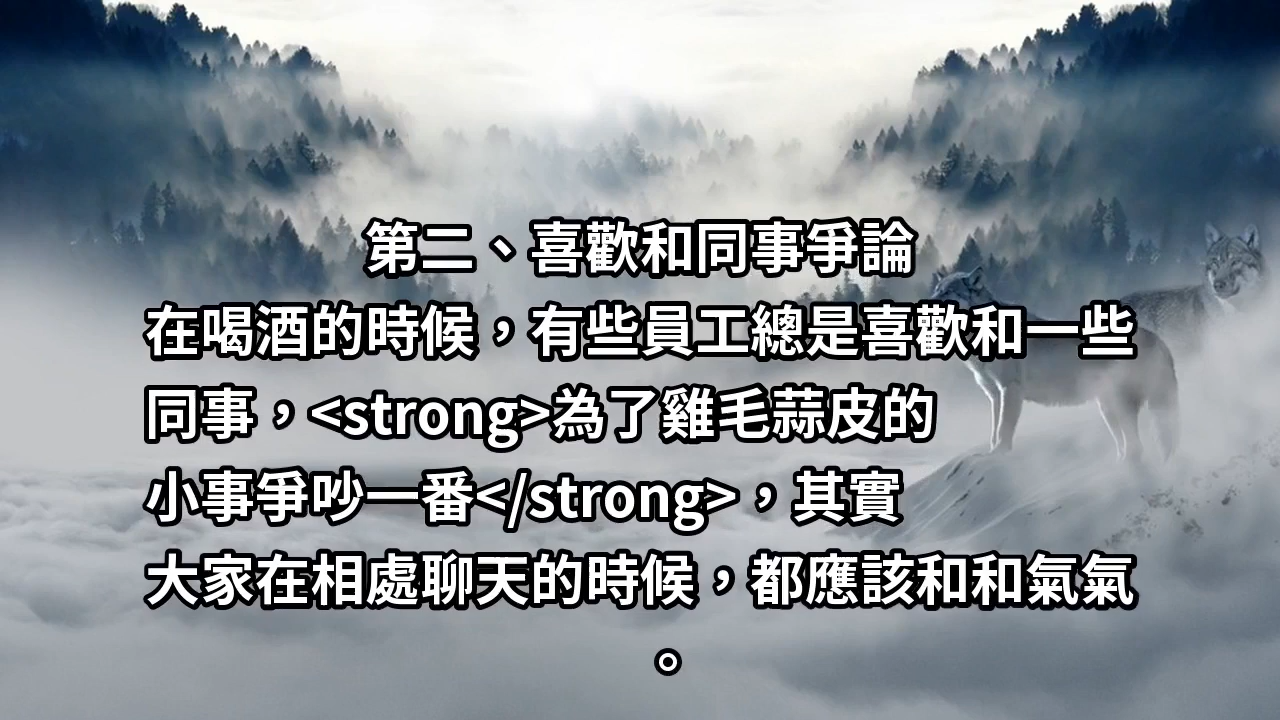 第二、喜歡和同事爭論
在喝酒的時候，有些員工總是喜歡和一些
同事，<strong>為了雞毛蒜皮的
小事爭吵一番</strong>，其實
大家在相處聊天的時候，都應該和和氣氣
。